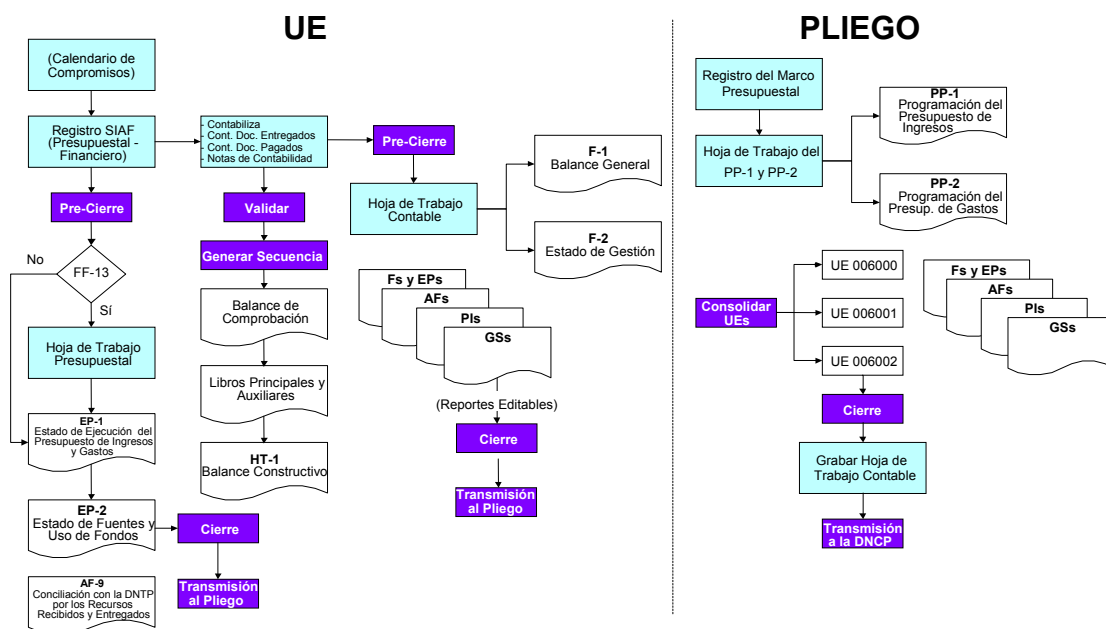 UE
PLIEGO
(Calendario de
Compromisos)
Registro SIAF
(Presupuestal -
Financiero)
Pre-Cierre
No
FF-13
Sí
Hoja de Trabajo
Presupuestal
EP-1
Estado de Ejecución del
Presupuesto de Ingresos
y Gastos
EP-2
Estado de Fuentes y
Uso de Fondos
AF-9
Conciliación con la DNTP
por los Recursos
Recibidos y Entregados
Cierre
Transmisión
al Pliego
- Contabiliza
- Cont. Doc. Entregados
- Cont. Doc. Pagados
- Notas de Contabilidad
Validar
Generar Secuencia
Balance de
Comprobación
Libros Principales y
Auxiliares
HT-1
Balance Constructivo
Pre-Cierre
Hoja de Trabajo
Contable
F-1
Balance General
F-2
Estado de Gestión
Fs y EPs
AFs
PIs
GSs
(Reportes Editables)
Cierre
Transmisión
al Pliego
Registro del Marco
Presupuestal
Hoja de Trabajo del
PP-1 y PP-2
PP-1
Programación del
Presupuesto de
Ingresos
PP-2
Programación del
Presup. de Gastos
Consolidar
UEs
UE 006000
UE 006001
UE 006002
Fs y EPs
AFs
PIs
GSs
Cierre
Grabar Hoja de
Trabajo Contable
Transmisión
a la DNCP